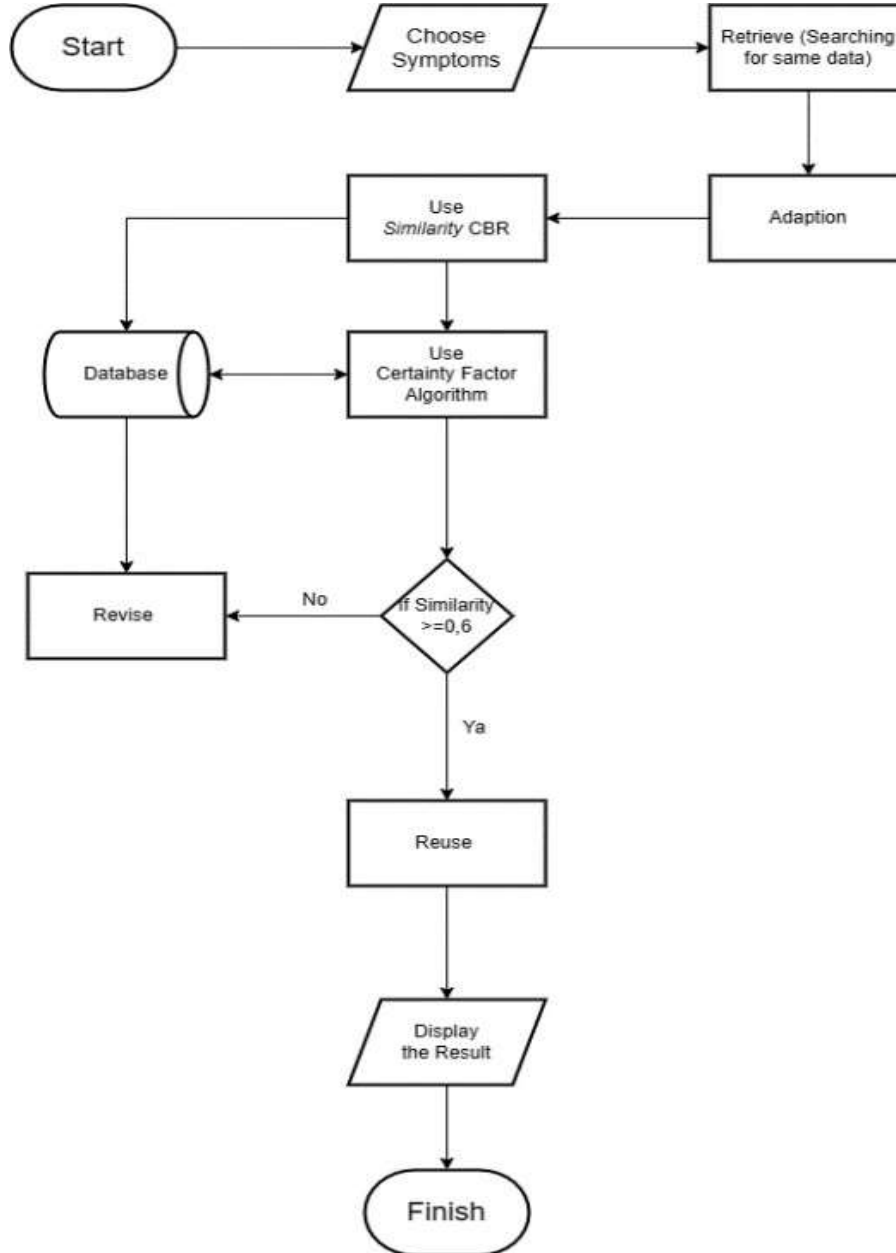 Start
Choose
Symptoms
Retrieve (Searching
for same data)
Use
Similarity CBR
Adaption
Database
Use
Certainty Factor
Algorithm
Revise
No
If Similarity
>=0,6
Ya
Reuse
Display
the Result
Finish